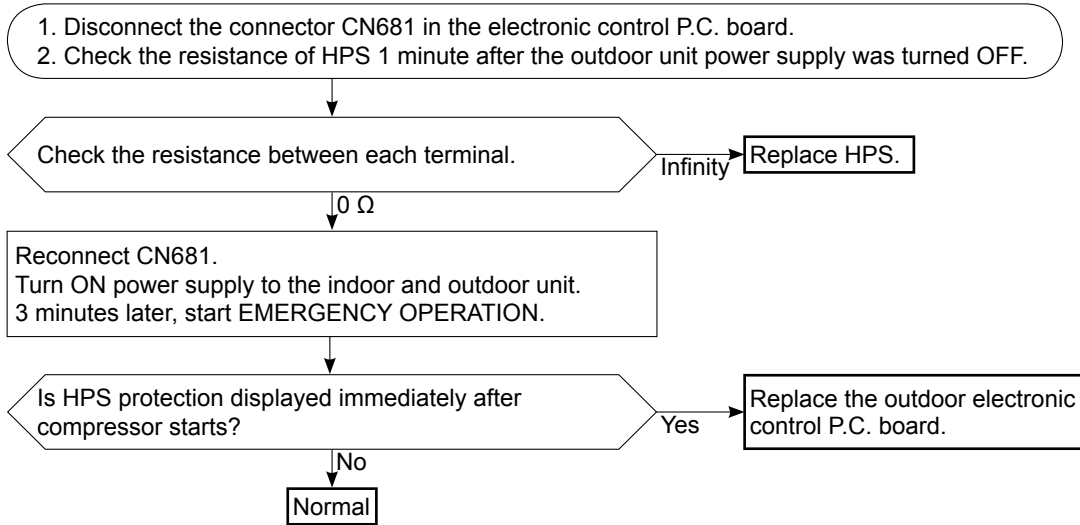 1. Disconnect the connector CN681 in the electronic control P.C. board.
2. Check the resistance of HPS 1 minute after the outdoor unit power supply was turned OFF.
Check the resistance between each terminal.
Infinity
Replace HPS.
0 Ω
Reconnect CN681.
Turn ON power supply to the indoor and outdoor unit.
3 minutes later, start EMERGENCY OPERATION.
Is HPS protection displayed immediately after
compressor starts?
Yes
Replace the outdoor electronic
control P.C. board.
No
Normal